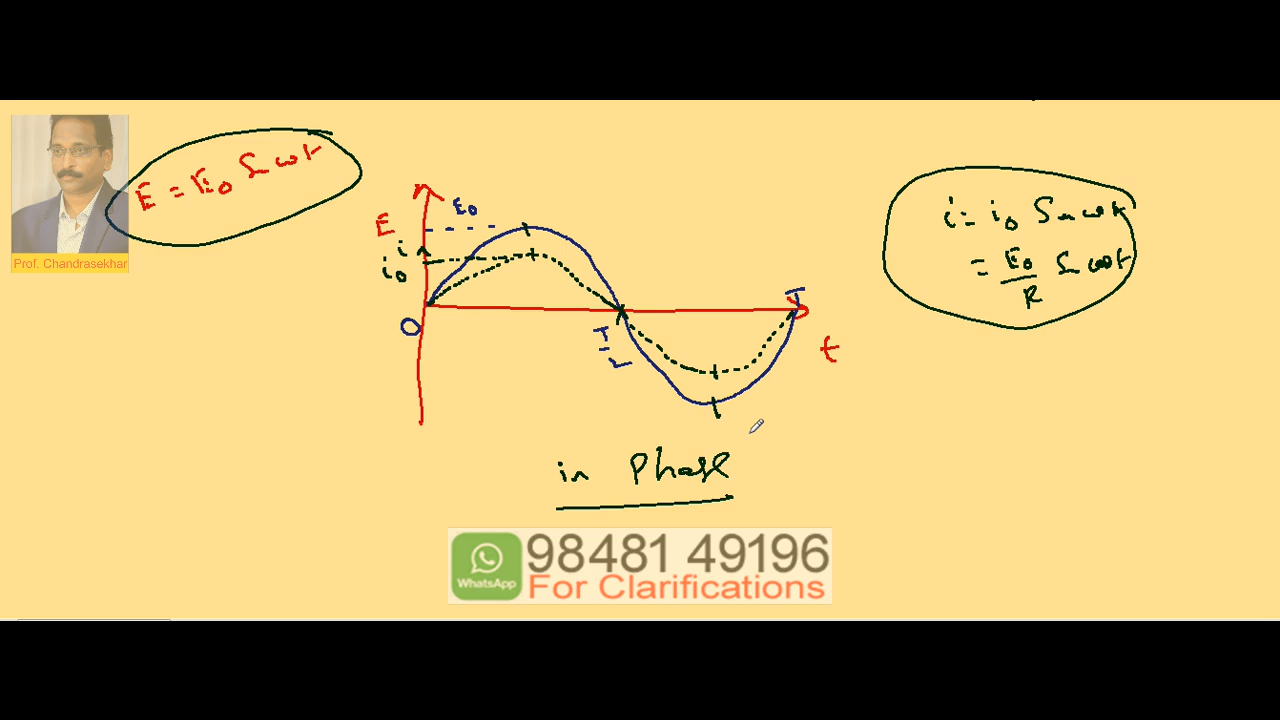 E = E₀ Sin ωt
Prof. Chandrasekhar
E
E₀
i
i₀
O
T/2
T
t
i = i₀ Sin ωt
= E₀/R Sin ωt
in Phase
WhatsApp
98481 49196
For Clarifications